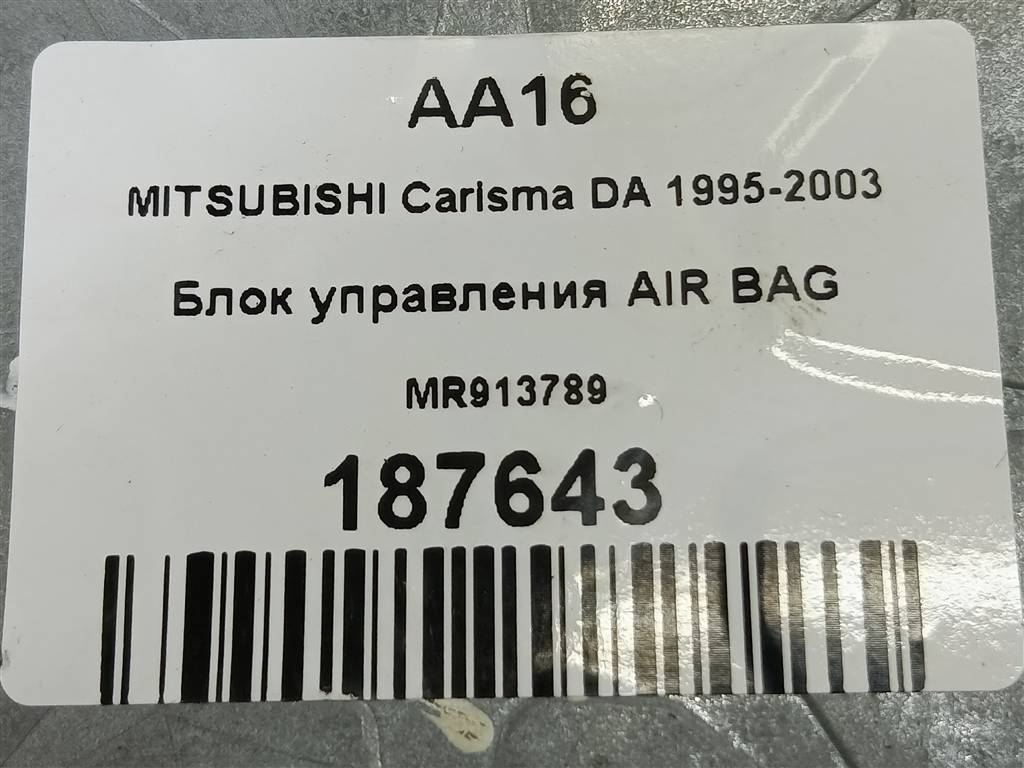 AA16
MITSUBISHI Carisma DA 1995-2003
Блок управления AIR BAG
MR913789
187643